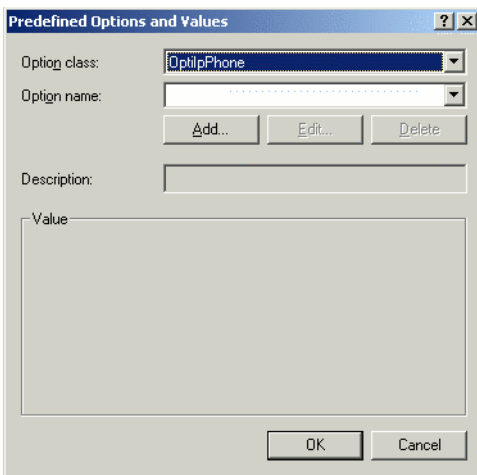 Predefined Options and Values
Option class: OptiIpPhone
Option name:
Add... Edit... Delete
Description:
Value
OK Cancel